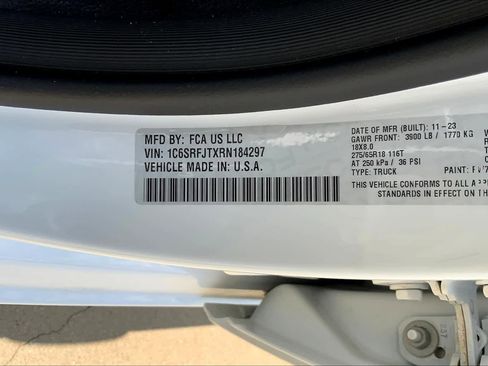 MFD BY: FCA US LLC
VIN: 1C6SRFJTXRN184297
VEHICLE MADE IN: U.S.A.
DATE OF MFR (BUILT): 11-23
GAWR FRONT: 3900 LB / 1770 KG
18X8.0
275/65R18 116T
AT 250 kPa / 36 PSI
TYPE: TRUCK PAINT:
THIS VEHICLE CONFORMS TO ALL
STANDARDS IN EFFECT ON